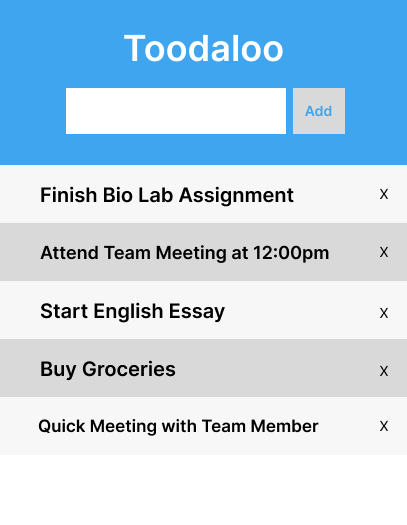 Toodaloo
Add
Finish Bio Lab Assignment X
Attend Team Meeting at 12:00pm X
Start English Essay X
Buy Groceries X
Quick Meeting with Team Member X